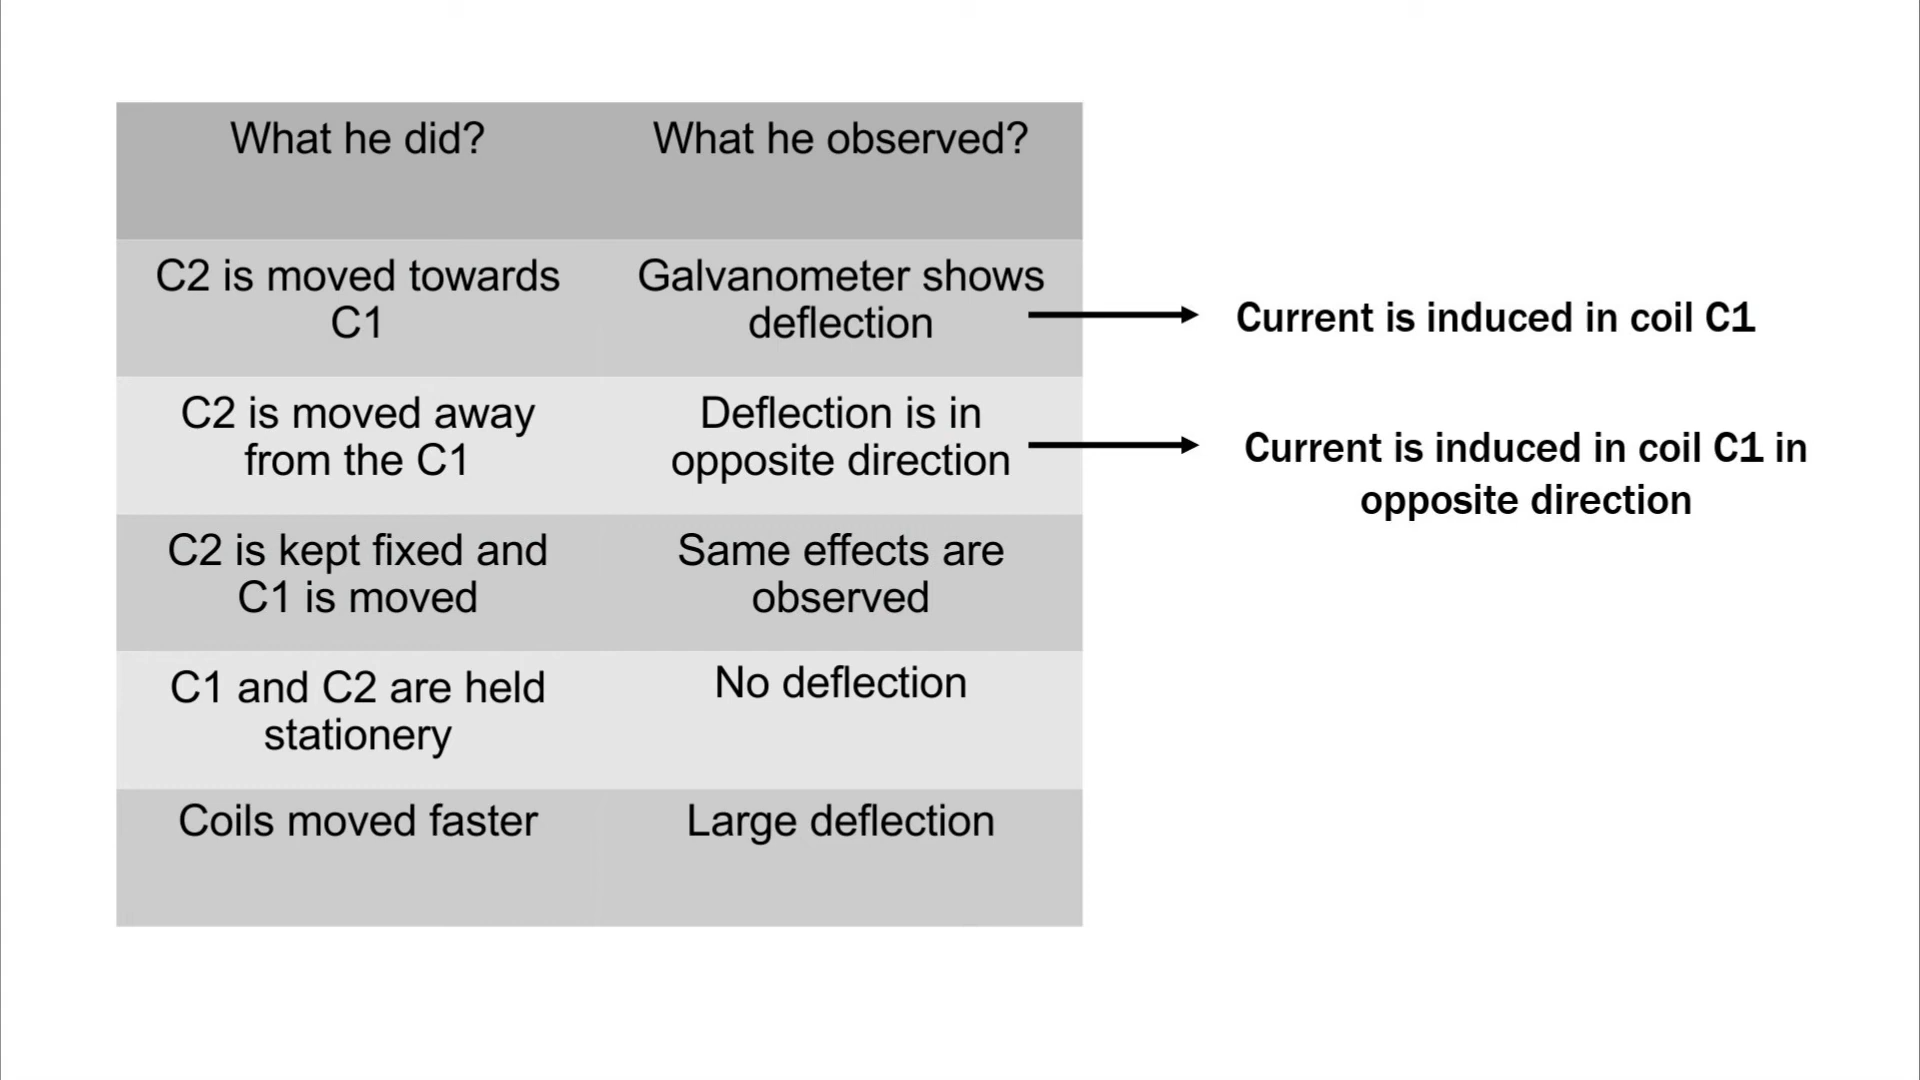 What he did?
What he observed?
C2 is moved towards
C1
Galvanometer shows
deflection
Current is induced in coil C1
C2 is moved away
from the C1
Deflection is in
opposite direction
Current is induced in coil C1 in
opposite direction
C2 is kept fixed and
C1 is moved
Same effects are
observed
C1 and C2 are held
stationery
No deflection
Coils moved faster
Large deflection